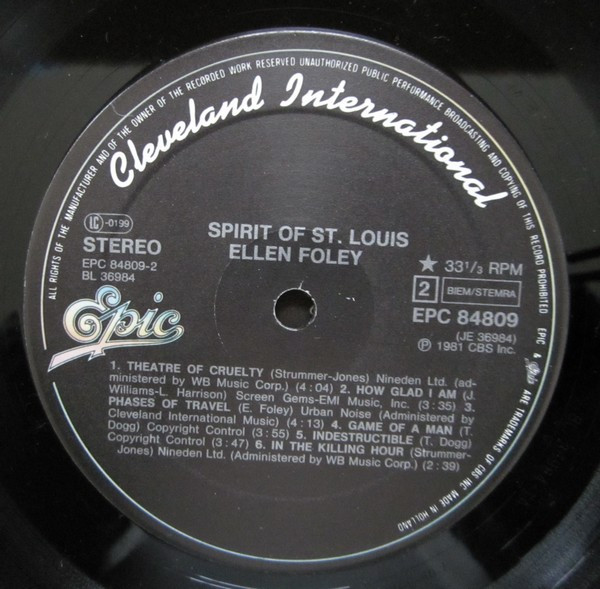 ALL RIGHTS OF THE MANUFACTURER AND OF THE OWNER OF THE RECORDED WORK RESERVED UNAUTHORIZED PUBLIC PERFORMANCE BROADCASTING AND COPYING OF THIS RECORD PROHIBITED EPIC & Epic ARE TRADEMARKS OF CBS INC MADE IN HOLLAND
Cleveland International
LC -0199
STEREO
EPC 84809-2
BL 36984
SPIRIT OF ST. LOUIS
ELLEN FOLEY
★ 33 1/3 RPM
2 BIEM/STEMRA
EPC 84809
(JE 36984)
℗ 1981 CBS Inc.
Epic
1. THEATRE OF CRUELTY (Strummer-Jones) Nineden Ltd. (ad-
ministered by WB Music Corp.) (4:04) 2. HOW GLAD I AM (J.
Williams-L. Harrison) Screen Gems-EMI Music, Inc. (3:35) 3.
PHASES OF TRAVEL (E. Foley) Urban Noise (Administered by
Cleveland International Music) (4:13) 4. GAME OF A MAN (T.
Dogg) Copyright Control (3:55) 5. INDESTRUCTIBLE (T. Dogg)
Copyright Control (3:47) 6. IN THE KILLING HOUR (Strummer-
Jones) Nineden Ltd. (Administered by WB Music Corp.) (2:39)